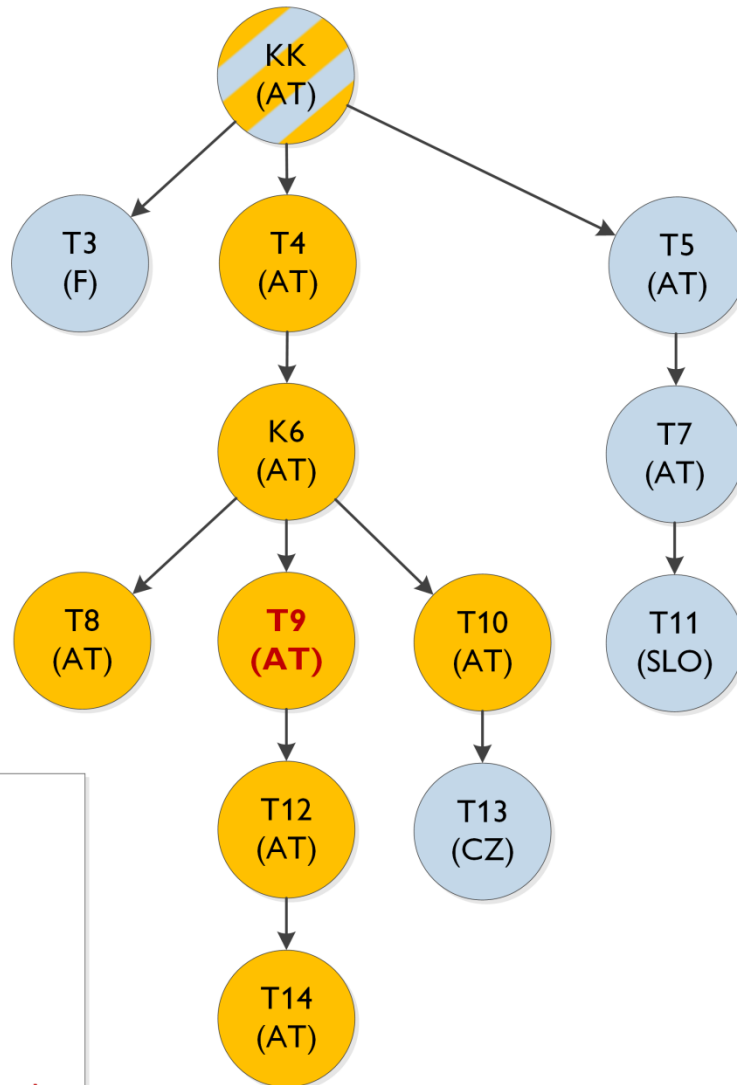 KK
(AT)
T3
(F)
T4
(AT)
T5
(AT)
K6
(AT)
T7
(AT)
T8
(AT)
T9
(AT)
T10
(AT)
T11
(SLO)
T12
(AT)
T13
(CZ)
T14
(AT)